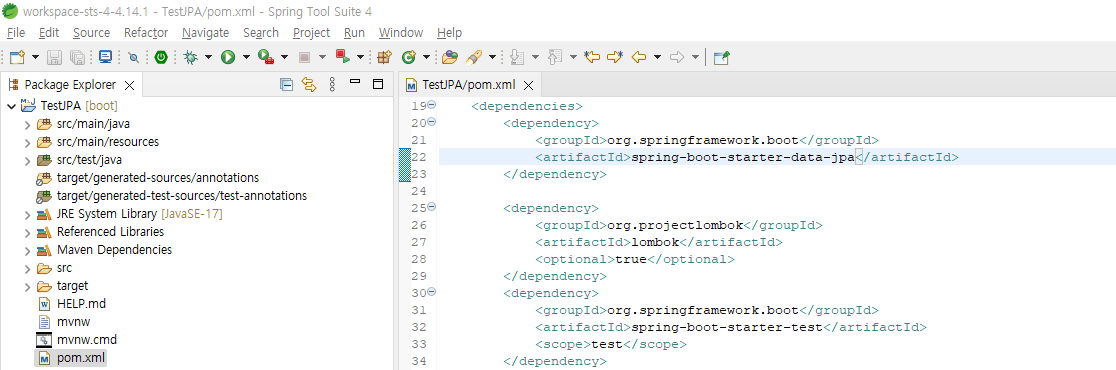 workspace-sts-4-4.14.1 - TestJPA/pom.xml - Spring Tool Suite 4
File Edit Source Refactor Navigate Search Project Run Window Help
Package Explorer
TestJPA [boot]
src/main/java
src/main/resources
src/test/java
target/generated-sources/annotations
target/generated-test-sources/test-annotations
JRE System Library [JavaSE-17]
Referenced Libraries
Maven Dependencies
src
target
HELP.md
mvnw
mvnw.cmd
pom.xml
TestJPA/pom.xml
19 <dependencies>
20 <dependency>
21 <groupId>org.springframework.boot</groupId>
22 <artifactId>spring-boot-starter-data-jpa</artifactId>
23 </dependency>
24
25 <dependency>
26 <groupId>org.projectlombok</groupId>
27 <artifactId>lombok</artifactId>
28 <optional>true</optional>
29 </dependency>
30 <dependency>
31 <groupId>org.springframework.boot</groupId>
32 <artifactId>spring-boot-starter-test</artifactId>
33 <scope>test</scope>
34 </dependency>